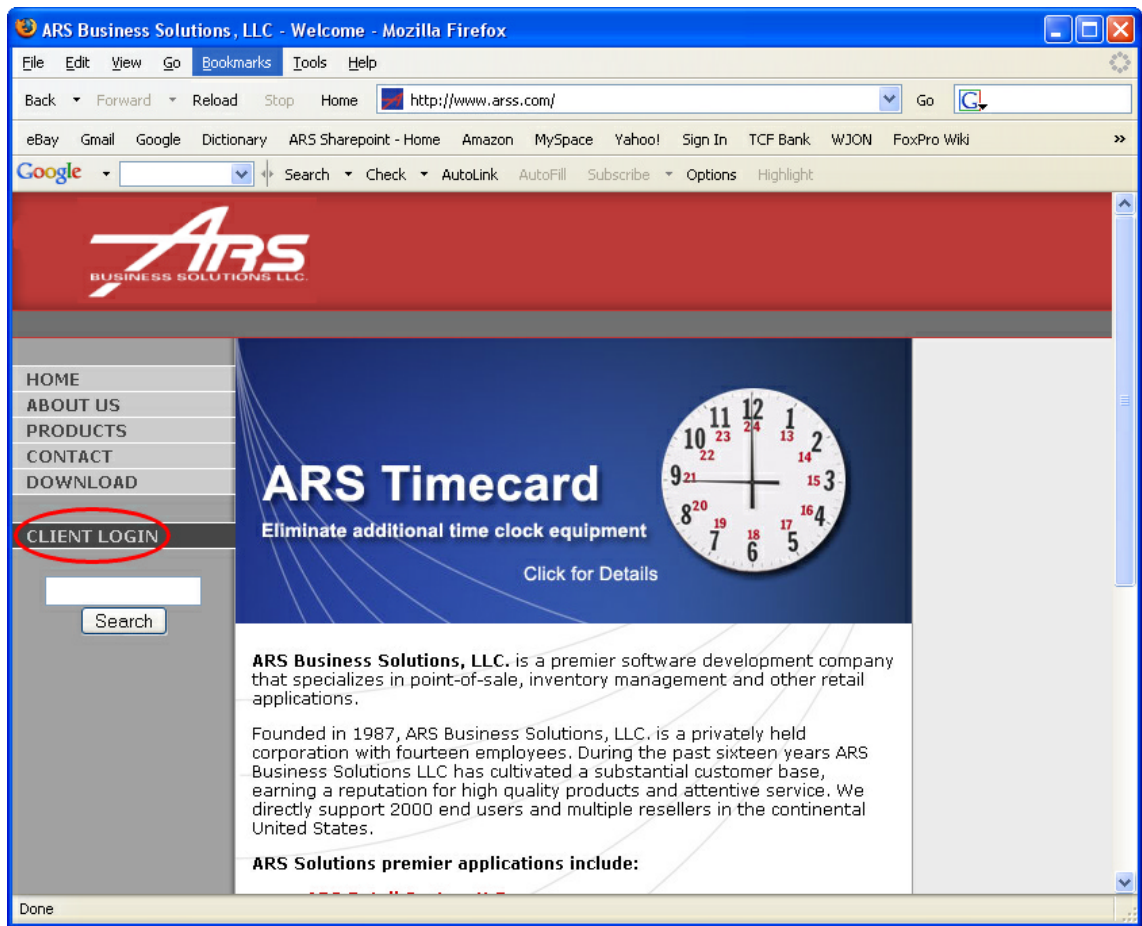 ARS Business Solutions, LLC - Welcome - Mozilla Firefox
File Edit View Go Bookmarks Tools Help
Back Forward Reload Stop Home http://www.arss.com/ Go G
eBay Gmail Google Dictionary ARS Sharepoint - Home Amazon MySpace Yahoo! Sign In TCF Bank WJON FoxPro Wiki »
Google Search Check AutoLink AutoFill Subscribe Options Highlight
ARS
BUSINESS SOLUTIONS LLC.
HOME
ABOUT US
PRODUCTS
CONTACT
DOWNLOAD
CLIENT LOGIN
Search
ARS Timecard
Eliminate additional time clock equipment
Click for Details
12 1 2 3 4 5 6 7 8 9 10 11
24 13 14 15 16 17 18 19 20 21 22 23
ARS Business Solutions, LLC. is a premier software development company
that specializes in point-of-sale, inventory management and other retail
applications.
Founded in 1987, ARS Business Solutions, LLC. is a privately held
corporation with fourteen employees. During the past sixteen years ARS
Business Solutions LLC has cultivated a substantial customer base,
earning a reputation for high quality products and attentive service. We
directly support 2000 end users and multiple resellers in the continental
United States.
ARS Solutions premier applications include:
Done